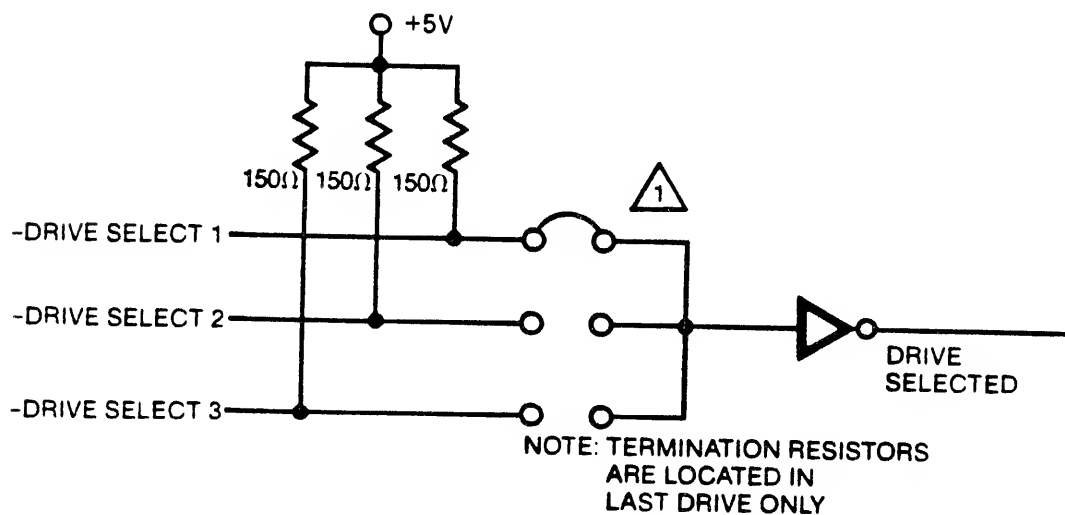 +5V
150Ω 150Ω 150Ω
1
-DRIVE SELECT 1
-DRIVE SELECT 2
-DRIVE SELECT 3
DRIVE
SELECTED
NOTE: TERMINATION RESISTORS
ARE LOCATED IN
LAST DRIVE ONLY